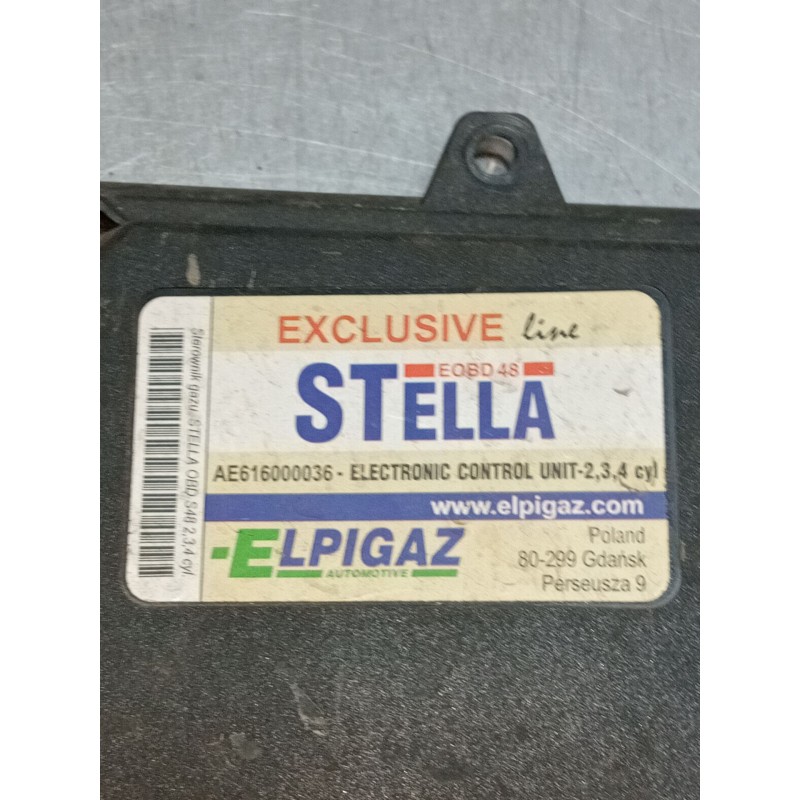 EXCLUSIVE line
EOBD 48
STELLA
AE616000036 - ELECTRONIC CONTROL UNIT-2,3,4 cyl
www.elpigaz.com
ELPIGAZ
AUTOMOTIVE
Poland
80-299 Gdańsk
Perseusza 9
Sterownik gazu STELLA OBD S48 2,3,4 cyl.